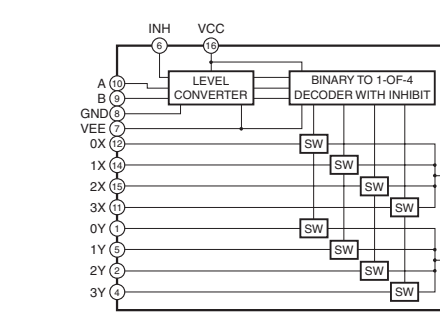 INH VCC
6 16
LEVEL CONVERTER
BINARY TO 1-OF-4 DECODER WITH INHIBIT
A 10
B 9
GND 8
VEE 7
0X 12 SW
1X 14 SW
2X 15 SW
3X 11 SW
0Y 1 SW
1Y 5 SW
2Y 2 SW
3Y 4 SW